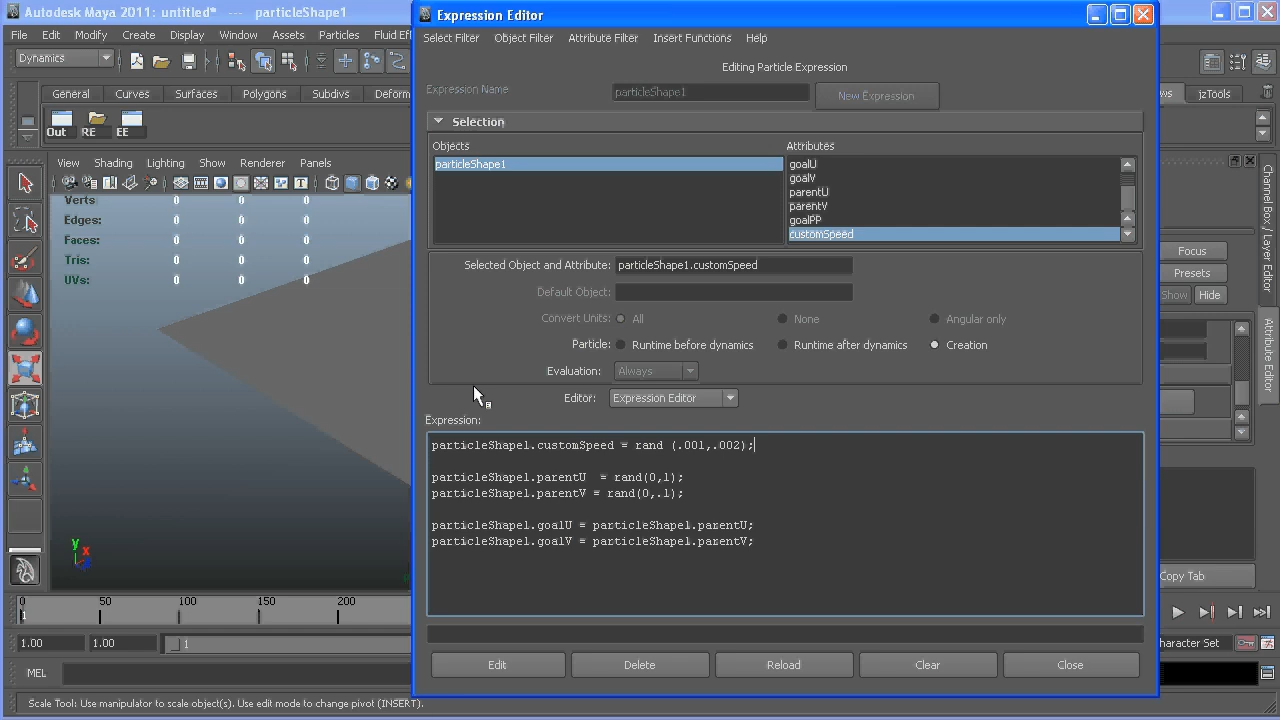 Autodesk Maya 2011: untitled* --- particleShape1
File Edit Modify Create Display Window Assets Particles Fluid Ef
Dynamics
General Curves Surfaces Polygons Subdivs Deform
jzTools
Out RE EE
View Shading Lighting Show Renderer Panels
Verts 0 0 0
Edges: 0 0 0
Faces: 0 0 0
Tris: 0 0 0
UVs: 0 0 0
y x
Expression Editor
Select Filter Object Filter Attribute Filter Insert Functions Help
Editing Particle Expression
Expression Name particleShape1 New Expression
Selection
Objects Attributes
particleShape1
goalU
goalV
parentU
parentV
goalPP
customSpeed
Selected Object and Attribute: particleShape1.customSpeed
Default Object:
Convert Units: All None Angular only
Particle: Runtime before dynamics Runtime after dynamics Creation
Evaluation: Always
Editor: Expression Editor
Expression:
particleShape1.customSpeed = rand (.001,.002);
particleShape1.parentU = rand(0,1);
particleShape1.parentV = rand(0,.1);
particleShape1.goalU = particleShape1.parentU;
particleShape1.goalV = particleShape1.parentV;
Edit Delete Reload Clear Close
Focus
Presets
Show Hide
Copy Tab
Channel Box / Layer Editor
Attribute Editor
0 50 100 150 200
1
1.00 1.00 1
haracter Set
MEL
Scale Tool: Use manipulator to scale object(s). Use edit mode to change pivot (INSERT).